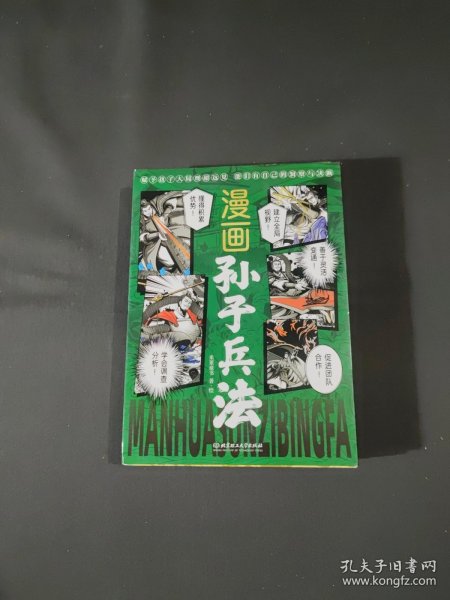 漫画
孙子兵法
懂得积累
优势！
建立全局
视野！
善于灵活
变通！
学会调查
分析！
促进团队
合作！
MANHUASUNZIBINGFA
北京理工大学出版社
孔夫子旧书网
www.kongfz.com